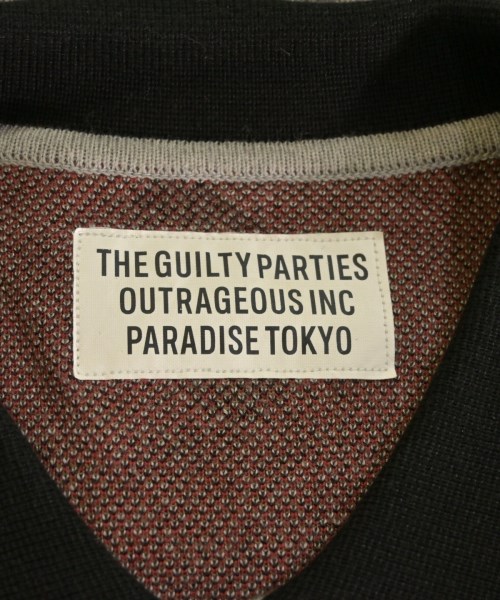 THE GUILTY PARTIES
OUTRAGEOUS INC
PARADISE TOKYO